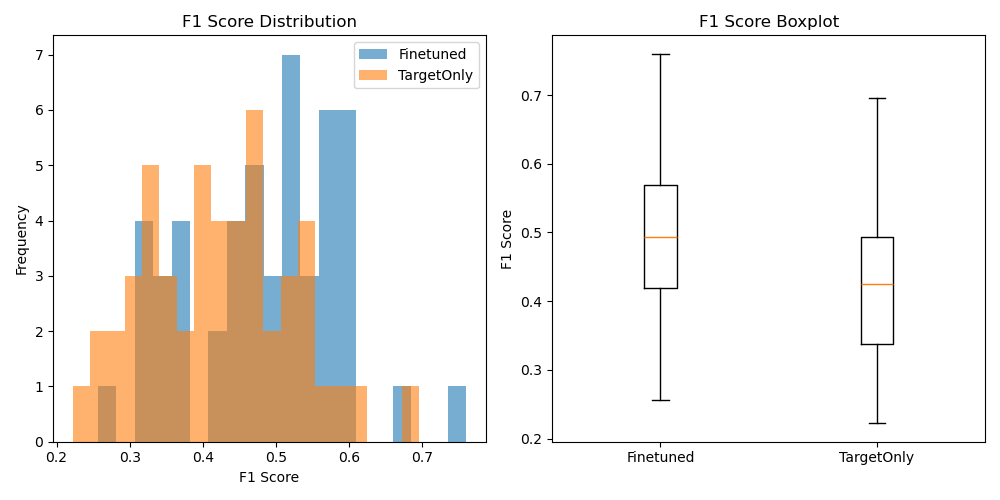 F1 Score Distribution
Finetuned
TargetOnly
7
6
5
4
3
2
1
0
Frequency
0.2 0.3 0.4 0.5 0.6 0.7
F1 Score
F1 Score Boxplot
0.7
0.6
0.5
0.4
0.3
0.2
F1 Score
Finetuned TargetOnly